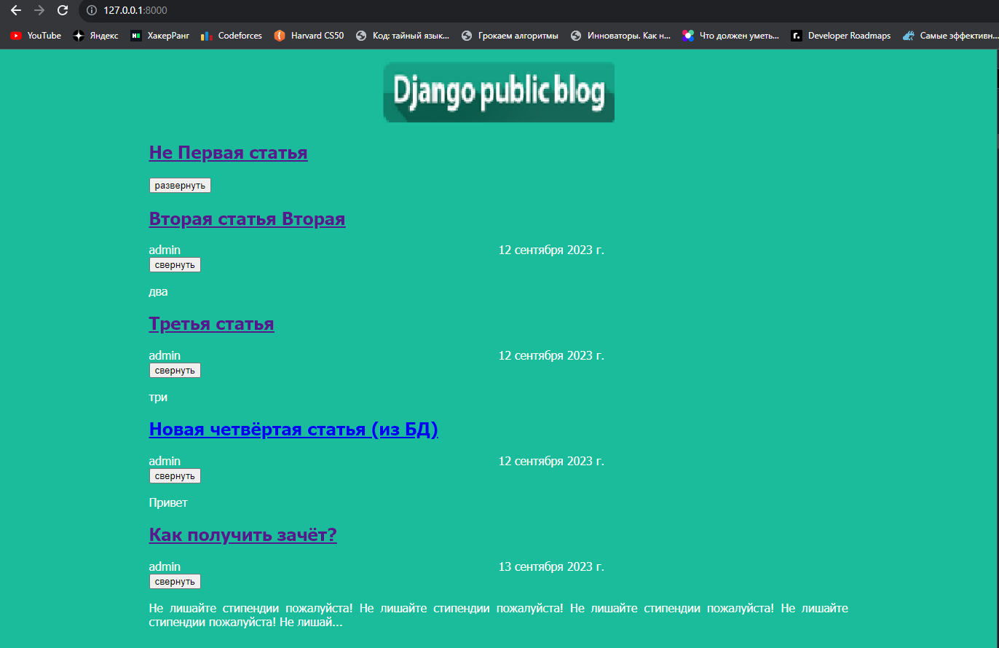 127.0.0.1:8000
YouTube Яндекс ХакерРанг Codeforces Harvard CS50 Код: тайный язык... Грокаем алгоритмы Инноваторы. Как н... Что должен уметь... Developer Roadmaps Самые эффективн...
Django public blog
Не Первая статья
развернуть
Вторая статья Вторая
admin 12 сентября 2023 г.
свернуть
два
Третья статья
admin 12 сентября 2023 г.
свернуть
три
Новая четвёртая статья (из БД)
admin 12 сентября 2023 г.
свернуть
Привет
Как получить зачёт?
admin 13 сентября 2023 г.
свернуть
Не лишайте стипендии пожалуйста! Не лишайте стипендии пожалуйста! Не лишайте стипендии пожалуйста! Не лишайте
стипендии пожалуйста! Не лишай...